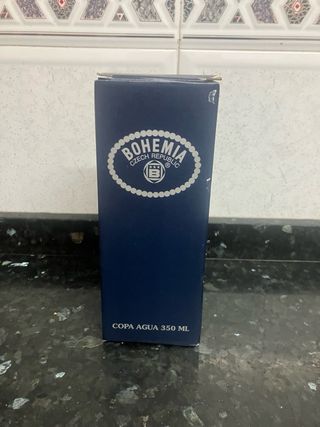 BOHEMIA
CZECH REPUBLIC
B ®
COPA AGUA 350 ML